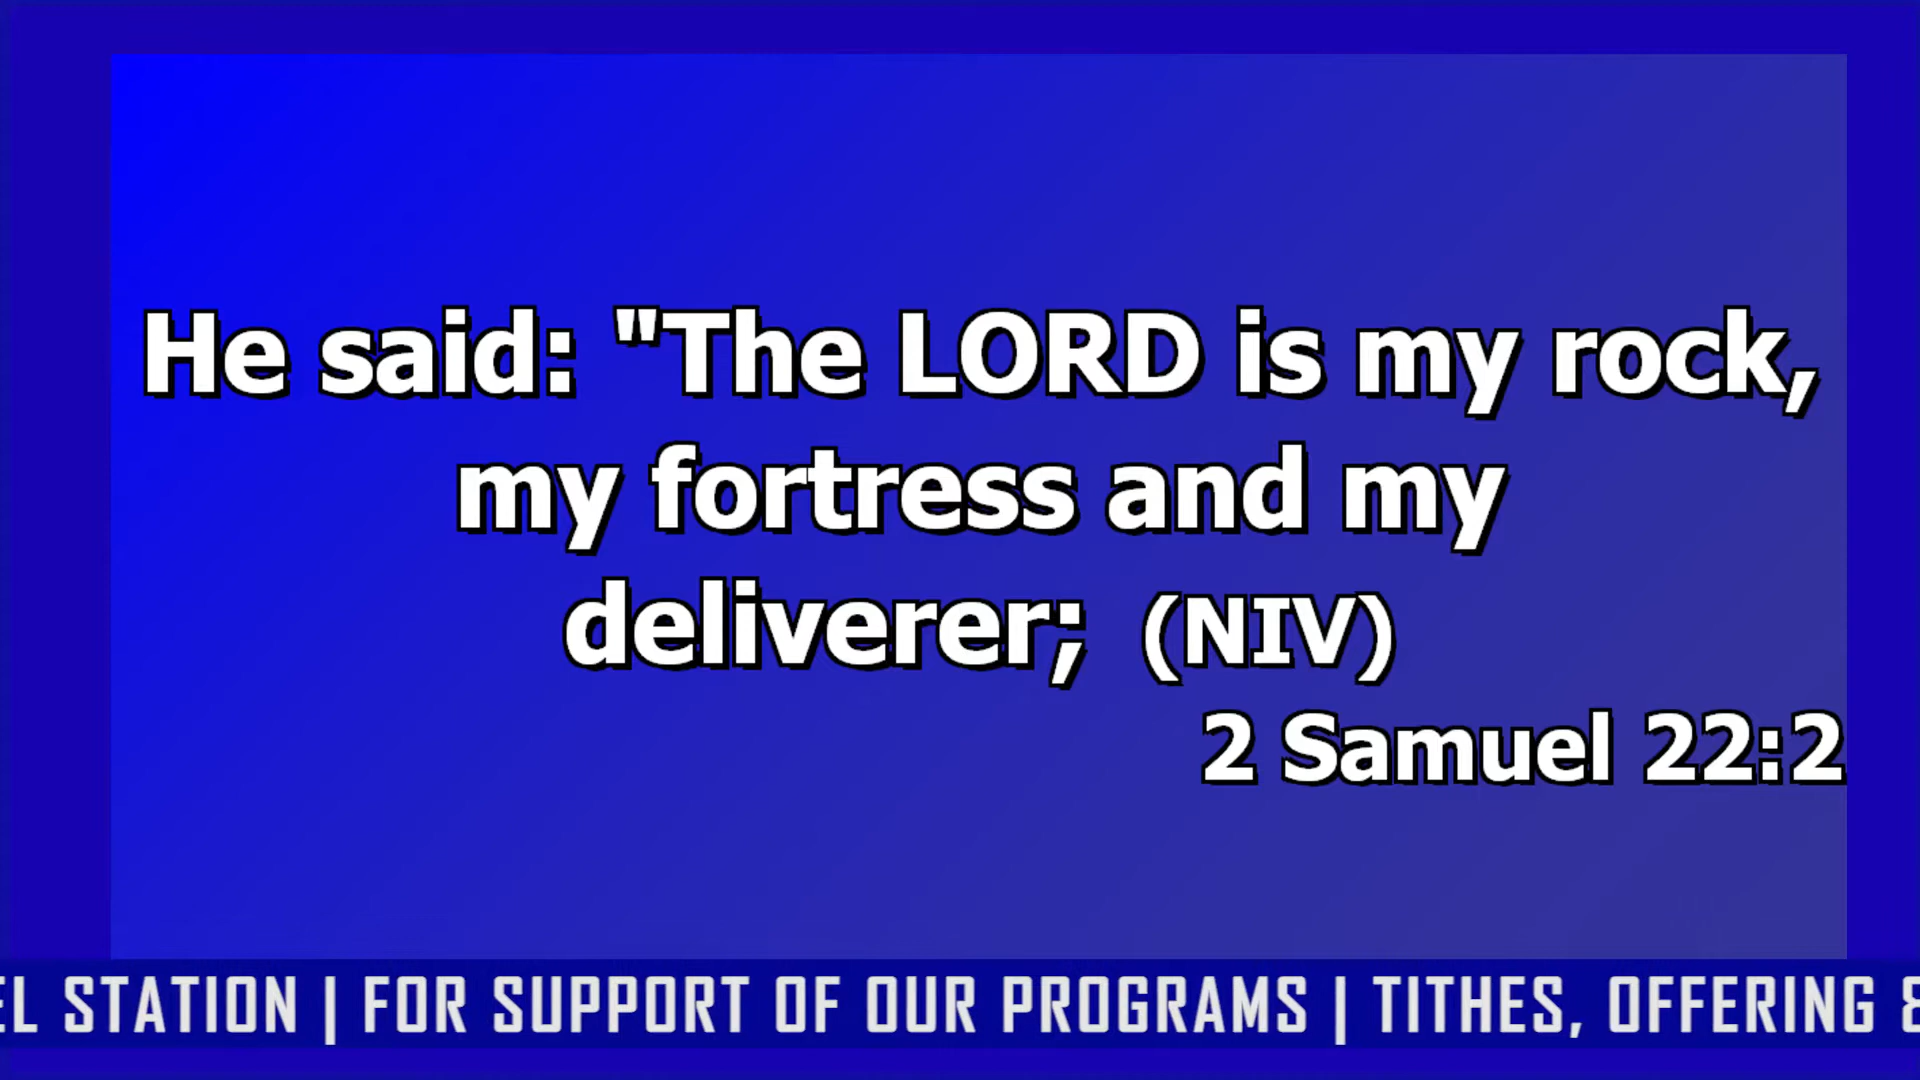 He said: "The LORD is my rock,
my fortress and my
deliverer; (NIV)
2 Samuel 22:2
STATION | FOR SUPPORT OF OUR PROGRAMS | TITHES, OFFERING